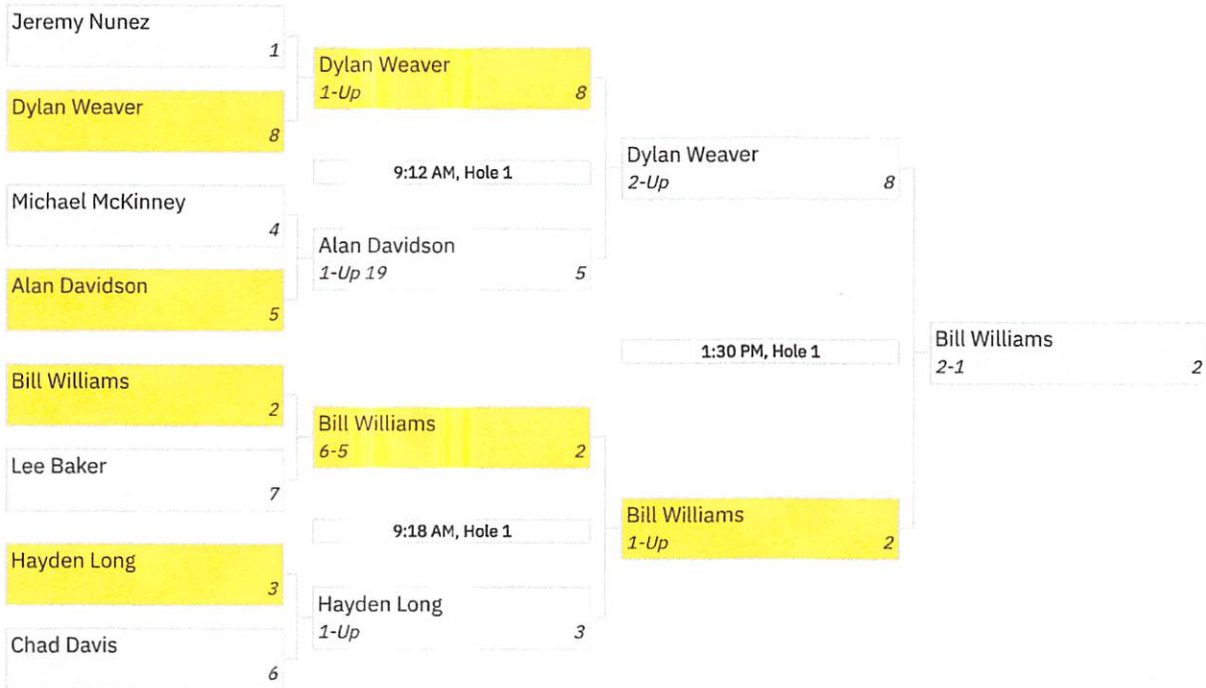 Jeremy Nunez
1
Dylan Weaver
8
Michael McKinney
4
Alan Davidson
5
Bill Williams
2
Lee Baker
7
Hayden Long
3
Chad Davis
6
Dylan Weaver
1-Up 8
9:12 AM, Hole 1
Alan Davidson
1-Up 19 5
Bill Williams
6-5 2
9:18 AM, Hole 1
Hayden Long
1-Up 3
Dylan Weaver
2-Up 8
1:30 PM, Hole 1
Bill Williams
1-Up 2
Bill Williams
2-1 2